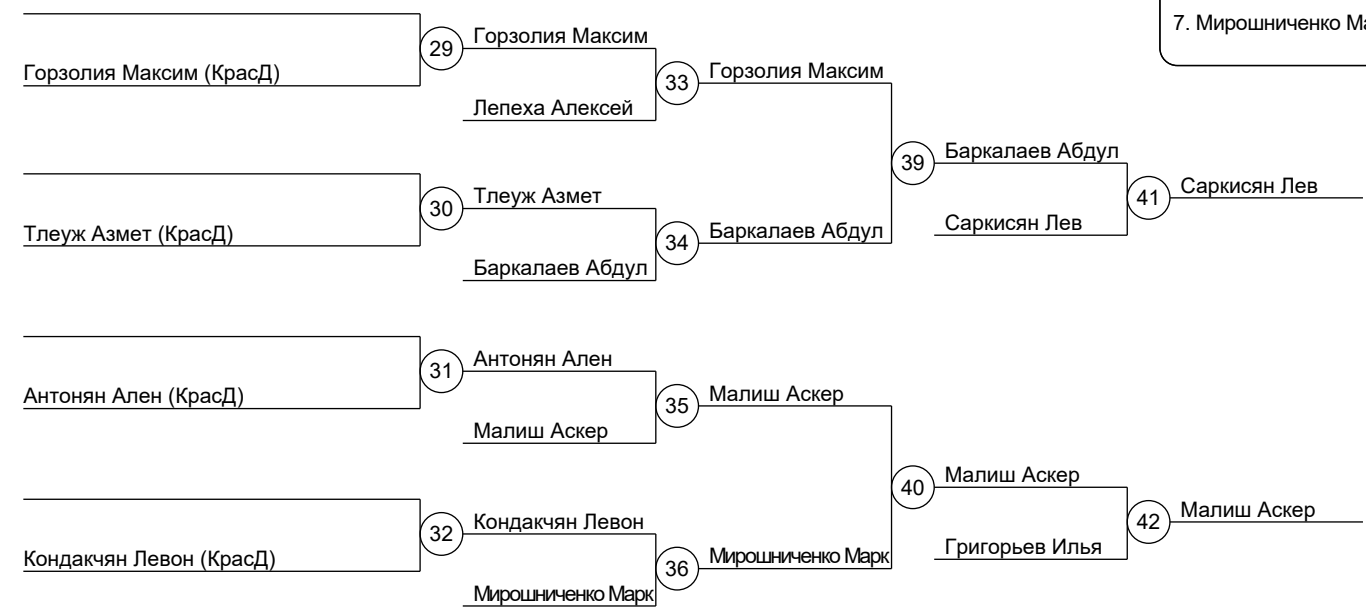 7. Мирошниченко
29
Горзолия Максим
Горзолия Максим (КрасД)
33
Горзолия Максим
Лепеха Алексей
39
Баркалаев Абдул
30
Тлеуж Азмет
41
Саркисян Лев
Тлеуж Азмет (КрасД)
34
Баркалаев Абдул
Саркисян Лев
Баркалаев Абдул
31
Антонян Ален
Антонян Ален (КрасД)
35
Малиш Аскер
Малиш Аскер
40
Малиш Аскер
32
Кондакчян Левон
42
Малиш Аскер
Кондакчян Левон (КрасД)
36
Мирошниченко Марк
Григорьев Илья
Мирошниченко Марк